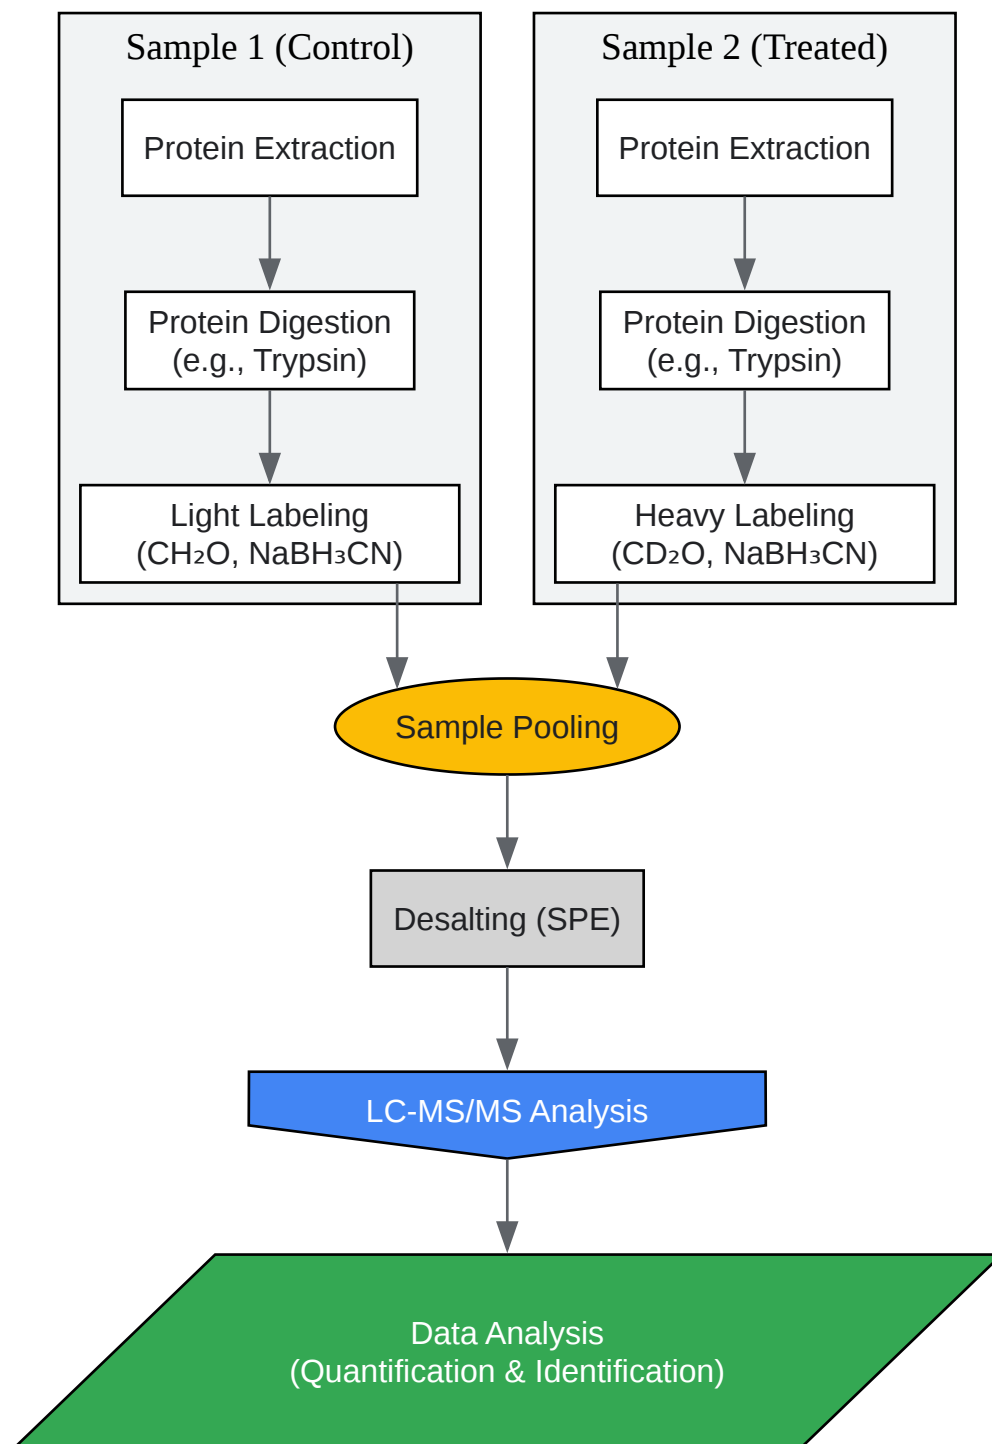 Sample 1 (Control)
Protein Extraction
Protein Digestion
(e.g., Trypsin)
Light Labeling
(CH₂O, NaBH₃CN)
Sample 2 (Treated)
Protein Extraction
Protein Digestion
(e.g., Trypsin)
Heavy Labeling
(CD₂O, NaBH₃CN)
Sample Pooling
Desalting (SPE)
LC-MS/MS Analysis
Data Analysis
(Quantification & Identification)